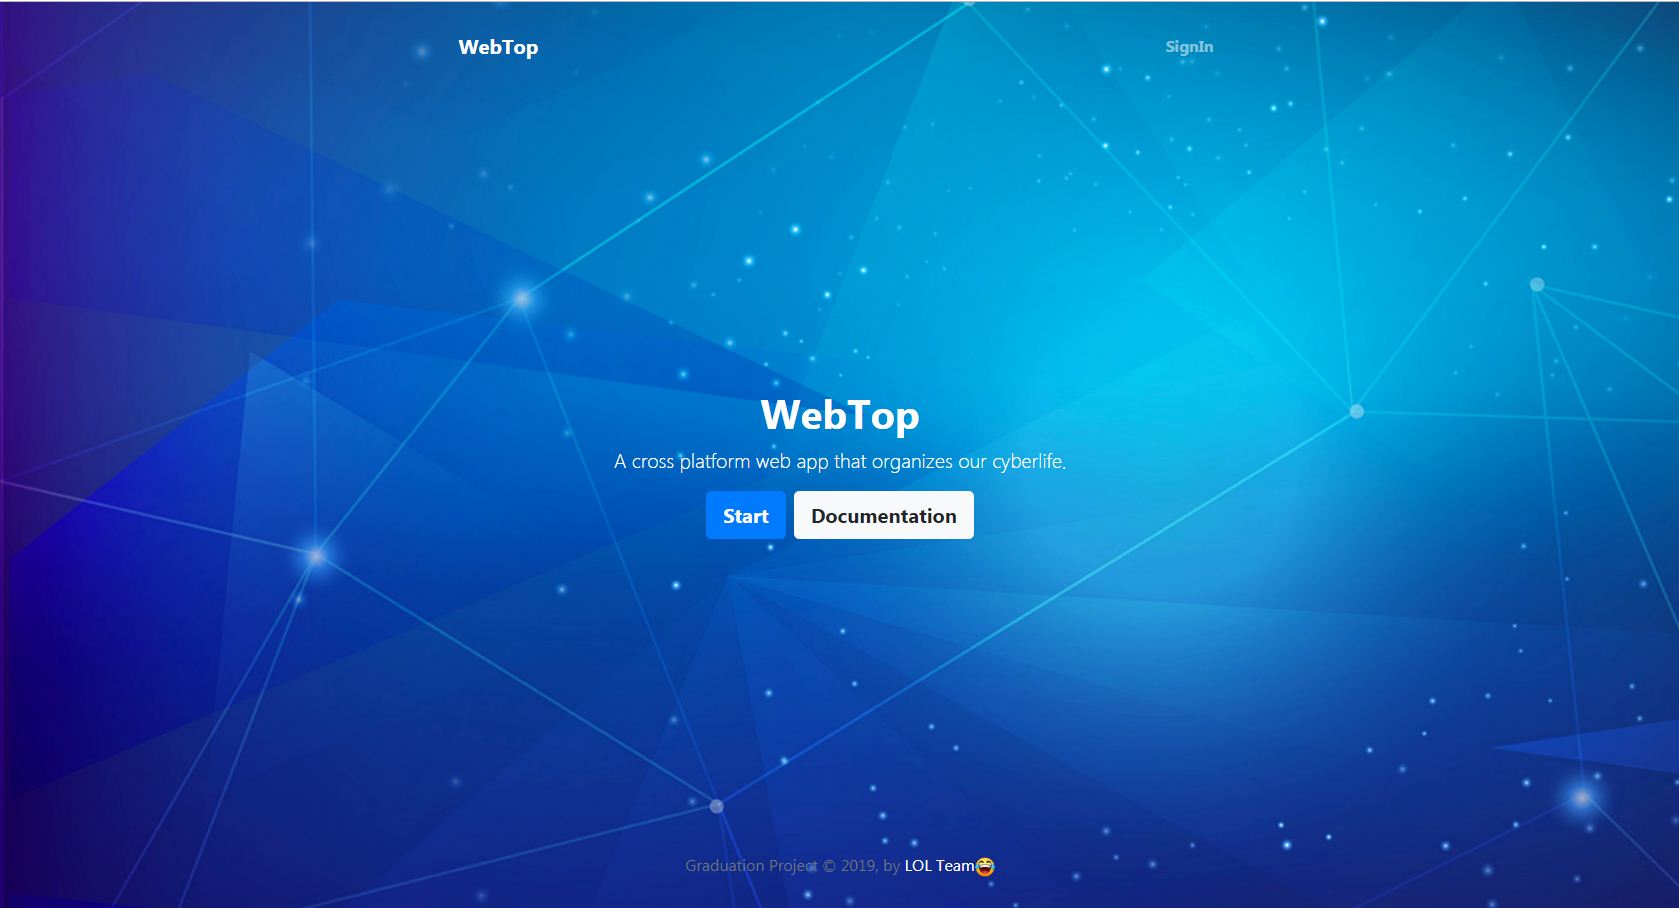 WebTop
SignIn
WebTop
A cross platform web app that organizes our cyberlife.
Start
Documentation
Graduation Project © 2019, by LOL Team😂